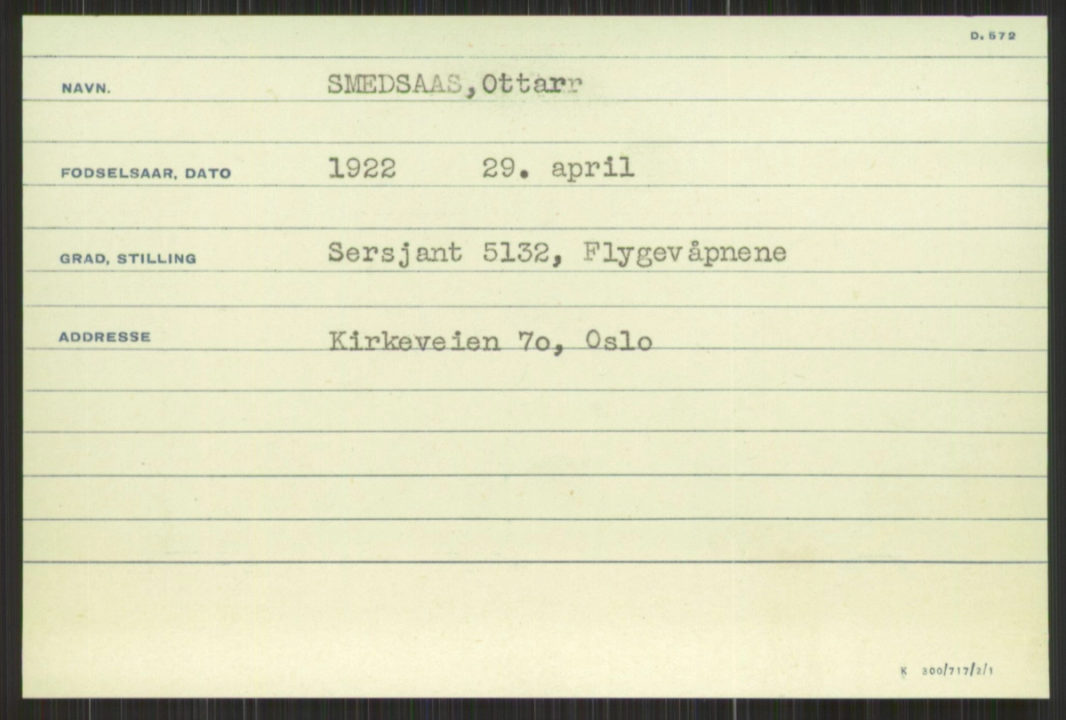 D. 572
NAVN. SMEDSAAS, Ottarr
FODSELSAAR, DATO 1922 29. april
GRAD, STILLING Sersjant 5132, Flygevåpnene
ADDRESSE Kirkeveien 7o, Oslo
K 300/717/2/1